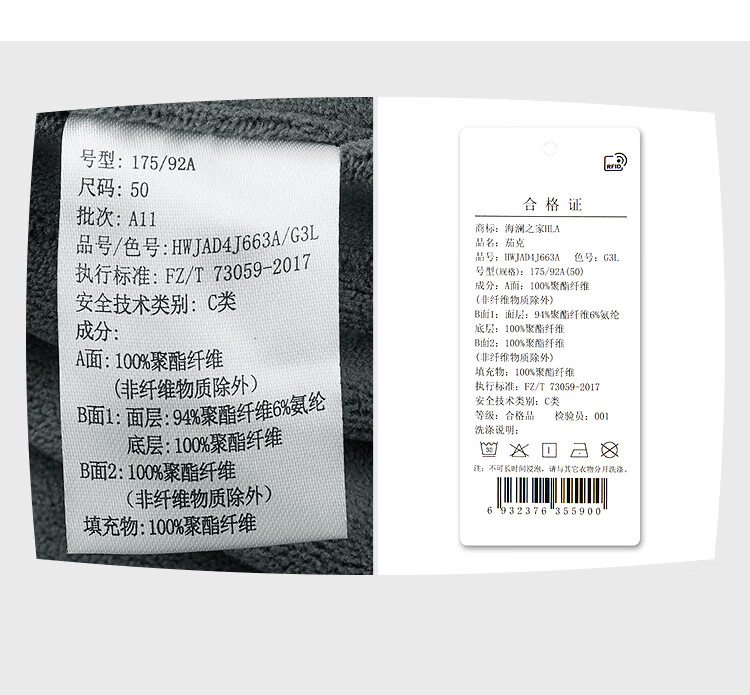 号型: 175/92A
尺码: 50
批次: A11
品号/色号:HWJAD4J663A/G3L
执行标准: FZ/T 73059-2017
安全技术类别: C类
成分:
A面:100%聚酯纤维
(非纤维物质除外)
B面1:面层:94%聚酯纤维6%氨纶
底层:100%聚酯纤维
B面2:100%聚酯纤维
(非纤维物质除外)
填充物:100%聚酯纤维
RFID
合格证
商标: 海澜之家HLA
品名: 茄克
品号: HWJAD4J663A 色号: G3L
号型(规格): 175/92A(50)
成分: A面: 100%聚酯纤维
(非纤维物质除外)
B面1: 面层: 94%聚酯纤维6%氨纶
底层: 100%聚酯纤维
B面2: 100%聚酯纤维
(非纤维物质除外)
填充物: 100%聚酯纤维
执行标准: FZ/T 73059-2017
安全技术类别: C类
等级: 合格品 检验员: 001
洗涤说明:
30
注: 不可长时间浸泡, 请与其它衣物分开洗涤。
6 932376 355900